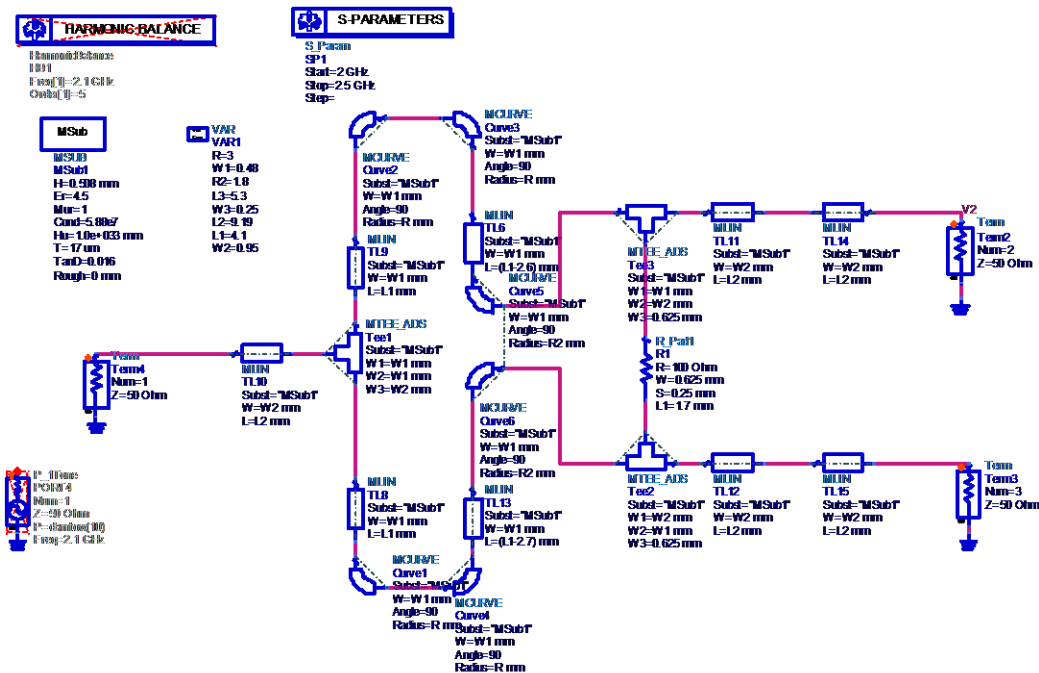 HARMONIC BALANCE
HarmonicBalance
HB1
Freq[1]=2.1 GHz
Order[1]=5
S-PARAMETERS
S_Param
SP1
Start=2 GHz
Stop=2.5 GHz
Step=
MSub
MSUB
MSub1
H=0.508 mm
Er=4.5
Mur=1
Cond=5.88e7
Hu=1.0e+033 mm
T=17 um
TanD=0.016
Rough=0 mm
VAR
VAR1
R=3
W1=0.48
R2=1.8
L3=5.3
W3=0.25
L2=9.19
L1=4.1
W2=0.95
MCURVE
Curve2
Subst="MSub1"
W=W1 mm
Angle=90
Radius=R mm
MCURVE
Curve3
Subst="MSub1"
W=W1 mm
Angle=90
Radius=R mm
MLIN
TL9
Subst="MSub1"
W=W1 mm
L=L1 mm
MLIN
TL6
Subst="MSub1"
W=W1 mm
L=(L1-2.6) mm
MCURVE
Curve5
Subst="MSub1"
W=W1 mm
Angle=90
Radius=R2 mm
MTEE_ADS
Tee3
Subst="MSub1"
W1=W1 mm
W2=W2 mm
W3=0.625 mm
MLIN
TL11
Subst="MSub1"
W=W2 mm
L=L2 mm
MLIN
TL14
Subst="MSub1"
W=W2 mm
L=L2 mm
V2
Term
Term2
Num=2
Z=50 Ohm
MTEE_ADS
Tee1
Subst="MSub1"
W1=W1 mm
W2=W1 mm
W3=W2 mm
Term
Term4
Num=1
Z=50 Ohm
MLIN
TL10
Subst="MSub1"
W=W2 mm
L=L2 mm
R_Pad1
R1
R=100 Ohm
W=0.625 mm
S=0.25 mm
L1=1.7 mm
MCURVE
Curve6
Subst="MSub1"
W=W1 mm
Angle=90
Radius=R2 mm
P_1Tone
PORT4
Num=1
Z=50 Ohm
P=dbmtow(10)
Freq=2.1 GHz
MLIN
TL8
Subst="MSub1"
W=W1 mm
L=L1 mm
MLIN
TL13
Subst="MSub1"
W=W1 mm
L=(L1-2.7) mm
MTEE_ADS
Tee2
Subst="MSub1"
W1=W2 mm
W2=W1 mm
W3=0.625 mm
MLIN
TL12
Subst="MSub1"
W=W2 mm
L=L2 mm
MLIN
TL15
Subst="MSub1"
W=W2 mm
L=L2 mm
Term
Term3
Num=3
Z=50 Ohm
MCURVE
Curve1
Subst="MSub1"
W=W1 mm
Angle=90
Radius=R mm
MCURVE
Curve4
Subst="MSub1"
W=W1 mm
Angle=90
Radius=R mm